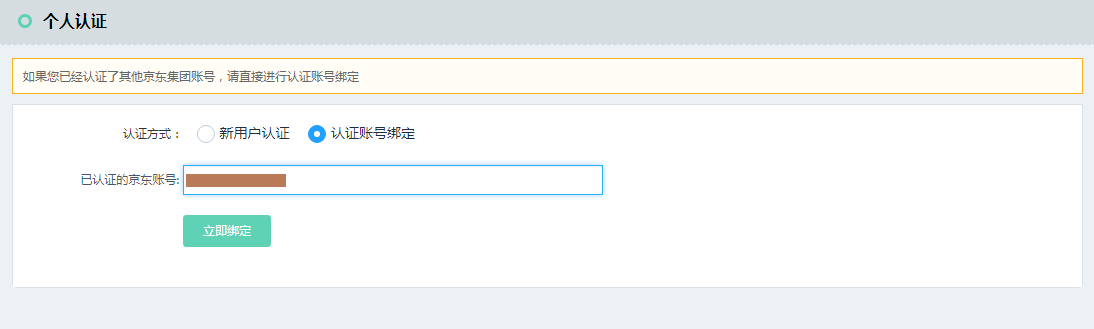 个人认证
如果您已经认证了其他京东集团账号，请直接进行认证账号绑定
认证方式： 新用户认证 认证账号绑定
已认证的京东账号:
立即绑定